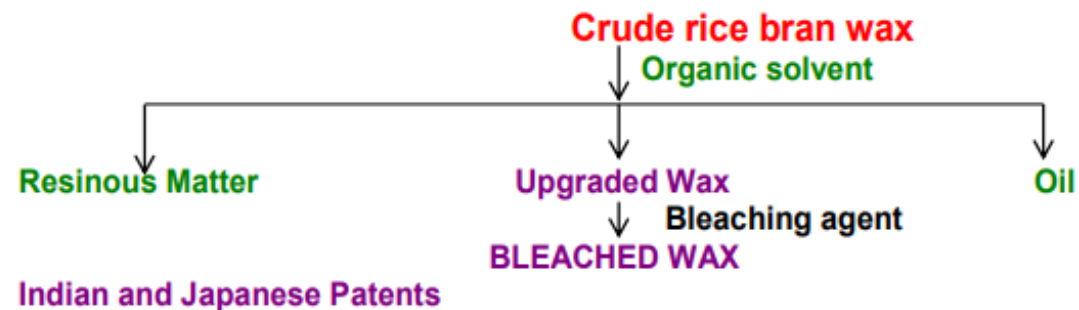 Crude rice bran wax
Organic solvent
Resinous Matter
Upgraded Wax
Oil
Bleaching agent
BLEACHED WAX
Indian and Japanese Patents